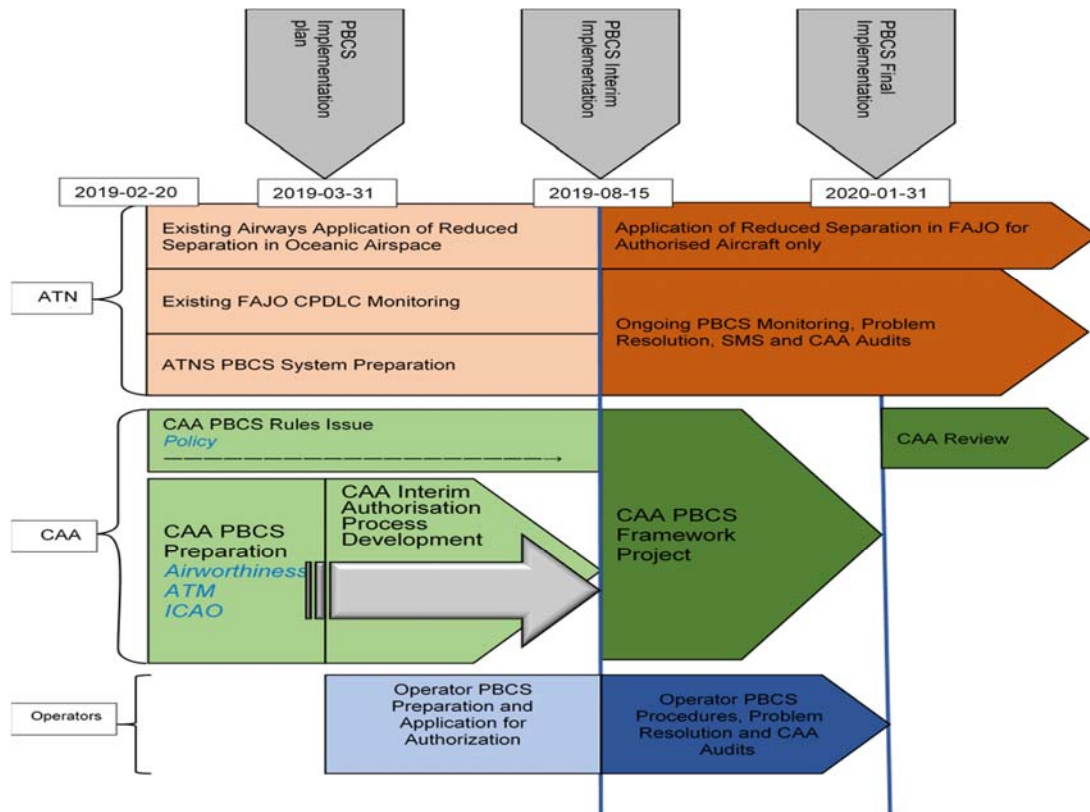 PBCS
Implementation
plan
PBCS Interim
Implementation
PBCS Final
Implementation
2019-02-20
2019-03-31
2019-08-15
2020-01-31
ATN
Existing Airways Application of Reduced
Separation in Oceanic Airspace
Application of Reduced Separation in FAJO for
Authorised Aircraft only
Existing FAJO CPDLC Monitoring
Ongoing PBCS Monitoring, Problem
Resolution, SMS and CAA Audits
ATNS PBCS System Preparation
CAA
CAA PBCS Rules Issue
Policy
CAA Review
CAA PBCS
Preparation
Airworthiness
ATM
ICAO
CAA Interim
Authorisation
Process
Development
CAA PBCS
Framework
Project
Operators
Operator PBCS
Preparation and
Application for
Authorization
Operator PBCS
Procedures, Problem
Resolution and CAA
Audits